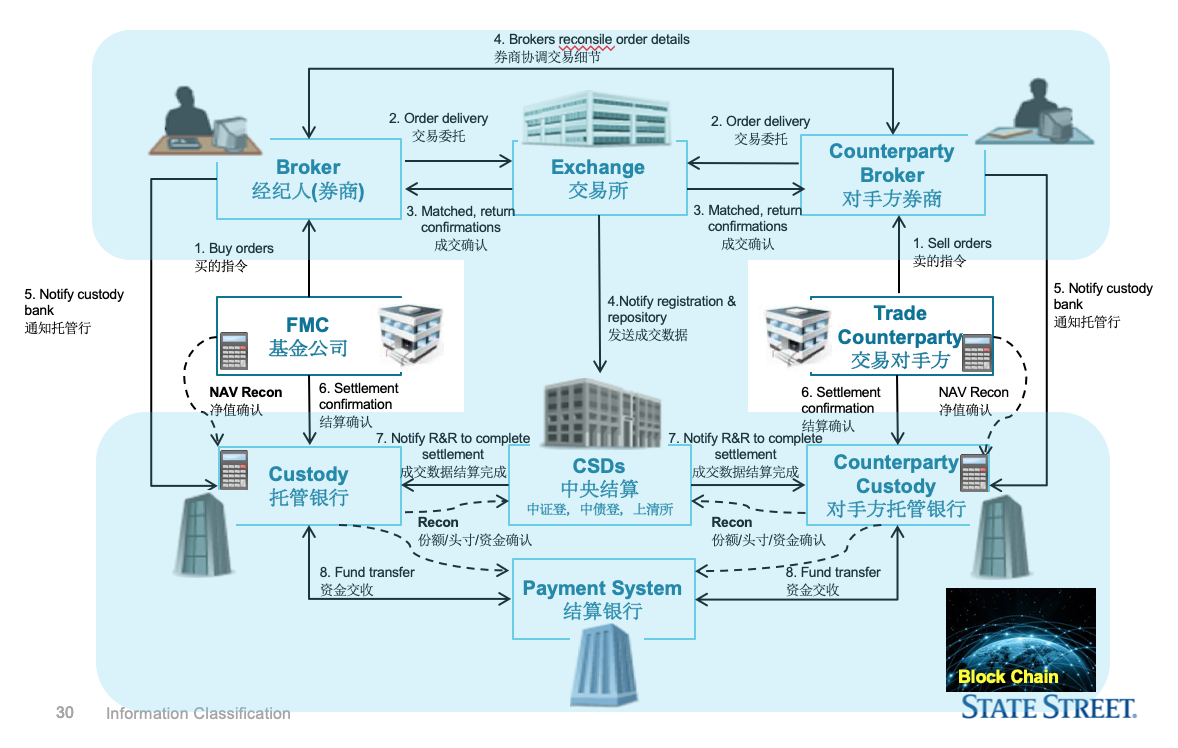 4. Brokers reconsile order details
券商协调交易细节
2. Order delivery
交易委托
2. Order delivery
交易委托
Broker
经纪人(券商)
Exchange
交易所
Counterparty
Broker
对手方券商
3. Matched, return
confirmations
成交确认
3. Matched, return
confirmations
成交确认
1. Buy orders
买的指令
1. Sell orders
卖的指令
5. Notify custody
bank
通知托管行
4.Notify registration &
repository
发送成交数据
5. Notify custody
bank
通知托管行
FMC
基金公司
Trade
Counterparty
交易对手方
NAV Recon
净值确认
6. Settlement
confirmation
结算确认
6. Settlement
confirmation
结算确认
NAV Recon
净值确认
7. Notify R&R to complete
settlement
成交数据结算完成
7. Notify R&R to complete
settlement
成交数据结算完成
Custody
托管银行
CSDs
中央结算
中证登，中债登，上清所
Counterparty
Custody
对手方托管银行
Recon
份额/头寸/资金确认
Recon
份额/头寸/资金确认
8. Fund transfer
资金交收
8. Fund transfer
资金交收
Payment System
结算银行
Block Chain
30 Information Classification
STATE STREET.